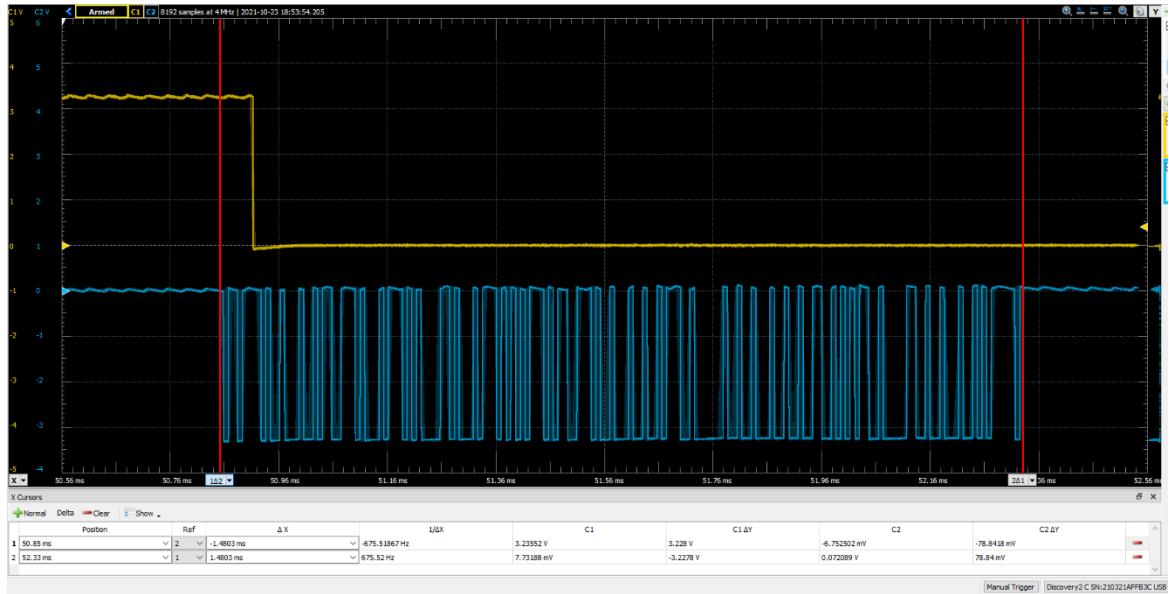 C1 V C2 V Armed C1 C2 8192 samples at 4 MHz | 2021-10-23 18:53:54.205 Y
5 6
4 5
3 4
2 3
1 2
0 1
-1 0
-2 -1
-3 -2
-4 -3
-5 -4
X 50.56 ms 50.76 ms 1Δ2 50.96 ms 51.16 ms 51.36 ms 51.56 ms 51.76 ms 51.96 ms 52.16 ms 2Δ1 36 ms 52.56 ms
X Cursors
Normal Delta Clear Show
Position Ref Δ X 1/ΔX C1 C1 ΔY C2 C2 ΔY
1 50.85 ms 2 -1.4803 ms -675.51867 Hz 3.23552 V 3.228 V -6.752502 mV -78.8418 mV
2 52.33 ms 1 1.4803 ms 675.52 Hz 7.73188 mV -3.2278 V 0.072089 V 78.84 mV
Manual Trigger Discovery2 C SN:210321AFFB3C USB